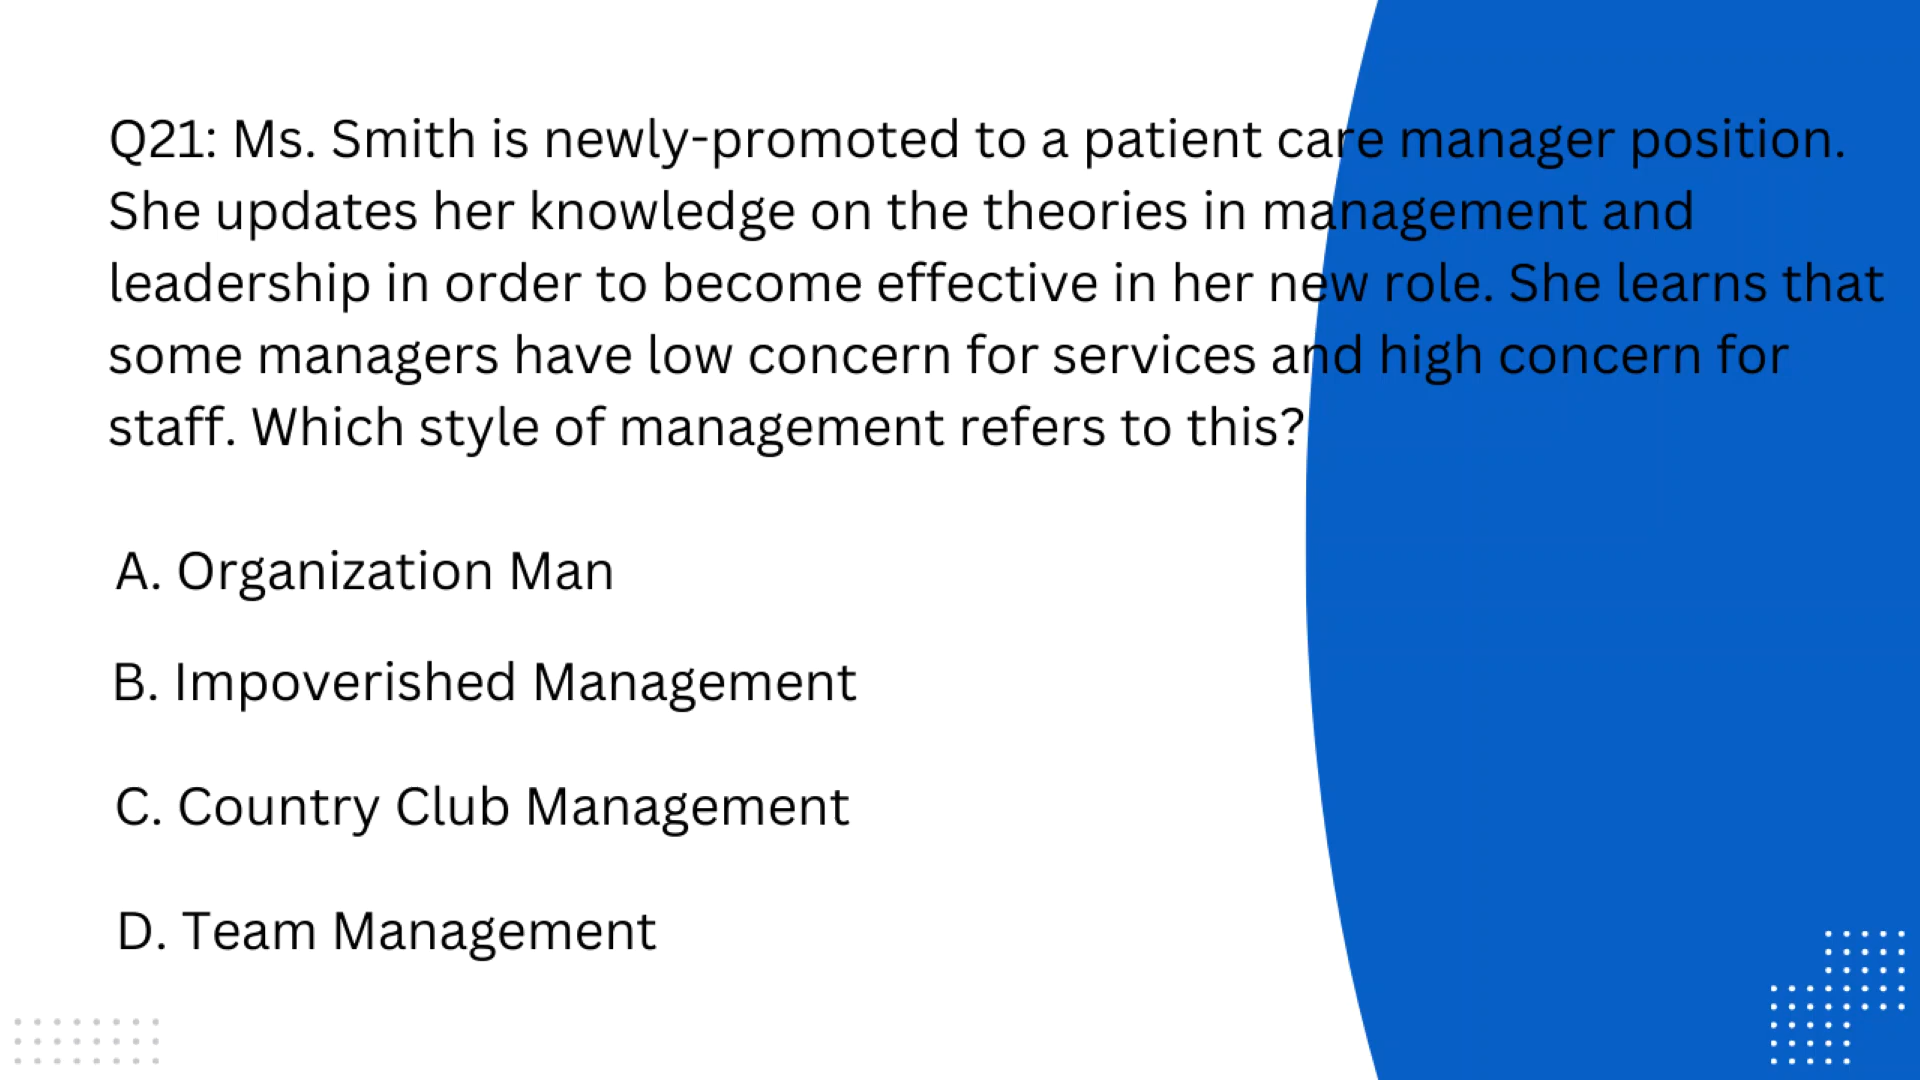 Q21: Ms. Smith is newly-promoted to a patient care manager position.
She updates her knowledge on the theories in management and
leadership in order to become effective in her new role. She learns that
some managers have low concern for services and high concern for
staff. Which style of management refers to this?
A. Organization Man
B. Impoverished Management
C. Country Club Management
D. Team Management